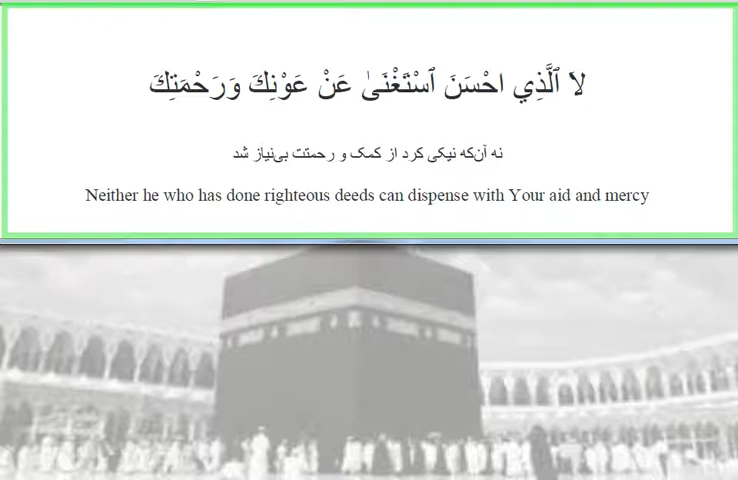 لاَ ٱلَّذِي احْسَنَ ٱسْتَغْنَىٰ عَنْ عَوْنِكَ وَرَحْمَتِكَ
نه آن‌که نیکی کرد از کمک و رحمتت بی‌نیاز شد
Neither he who has done righteous deeds can dispense with Your aid and mercy